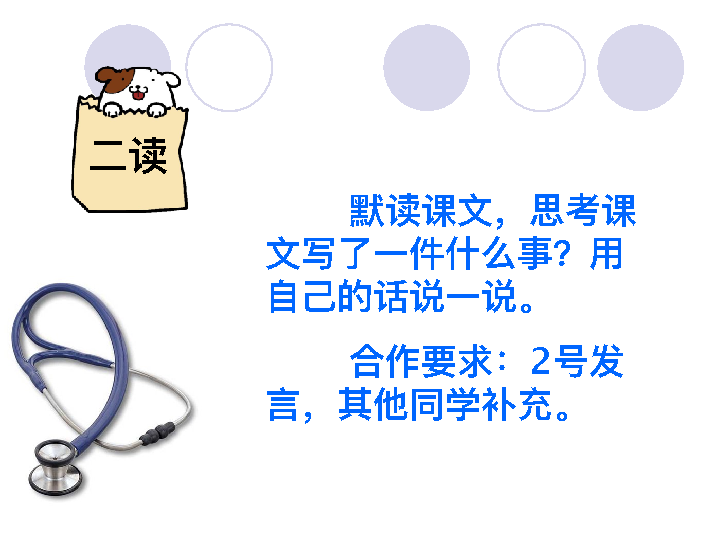 二读
默读课文，思考课
文写了一件什么事？用
自己的话说一说。
合作要求：2号发
言，其他同学补充。